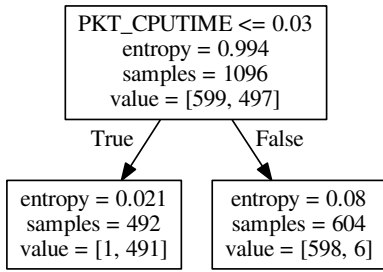 PKT_CPUTIME <= 0.03
entropy = 0.994
samples = 1096
value = [599, 497]
True
False
entropy = 0.021
samples = 492
value = [1, 491]
entropy = 0.08
samples = 604
value = [598, 6]